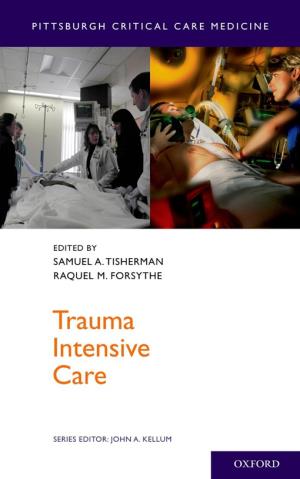 PITTSBURGH CRITICAL CARE MEDICINE
EDITED BY
SAMUEL A. TISHERMAN
RAQUEL M. FORSYTHE
Trauma
Intensive
Care
SERIES EDITOR: JOHN A. KELLUM
OXFORD